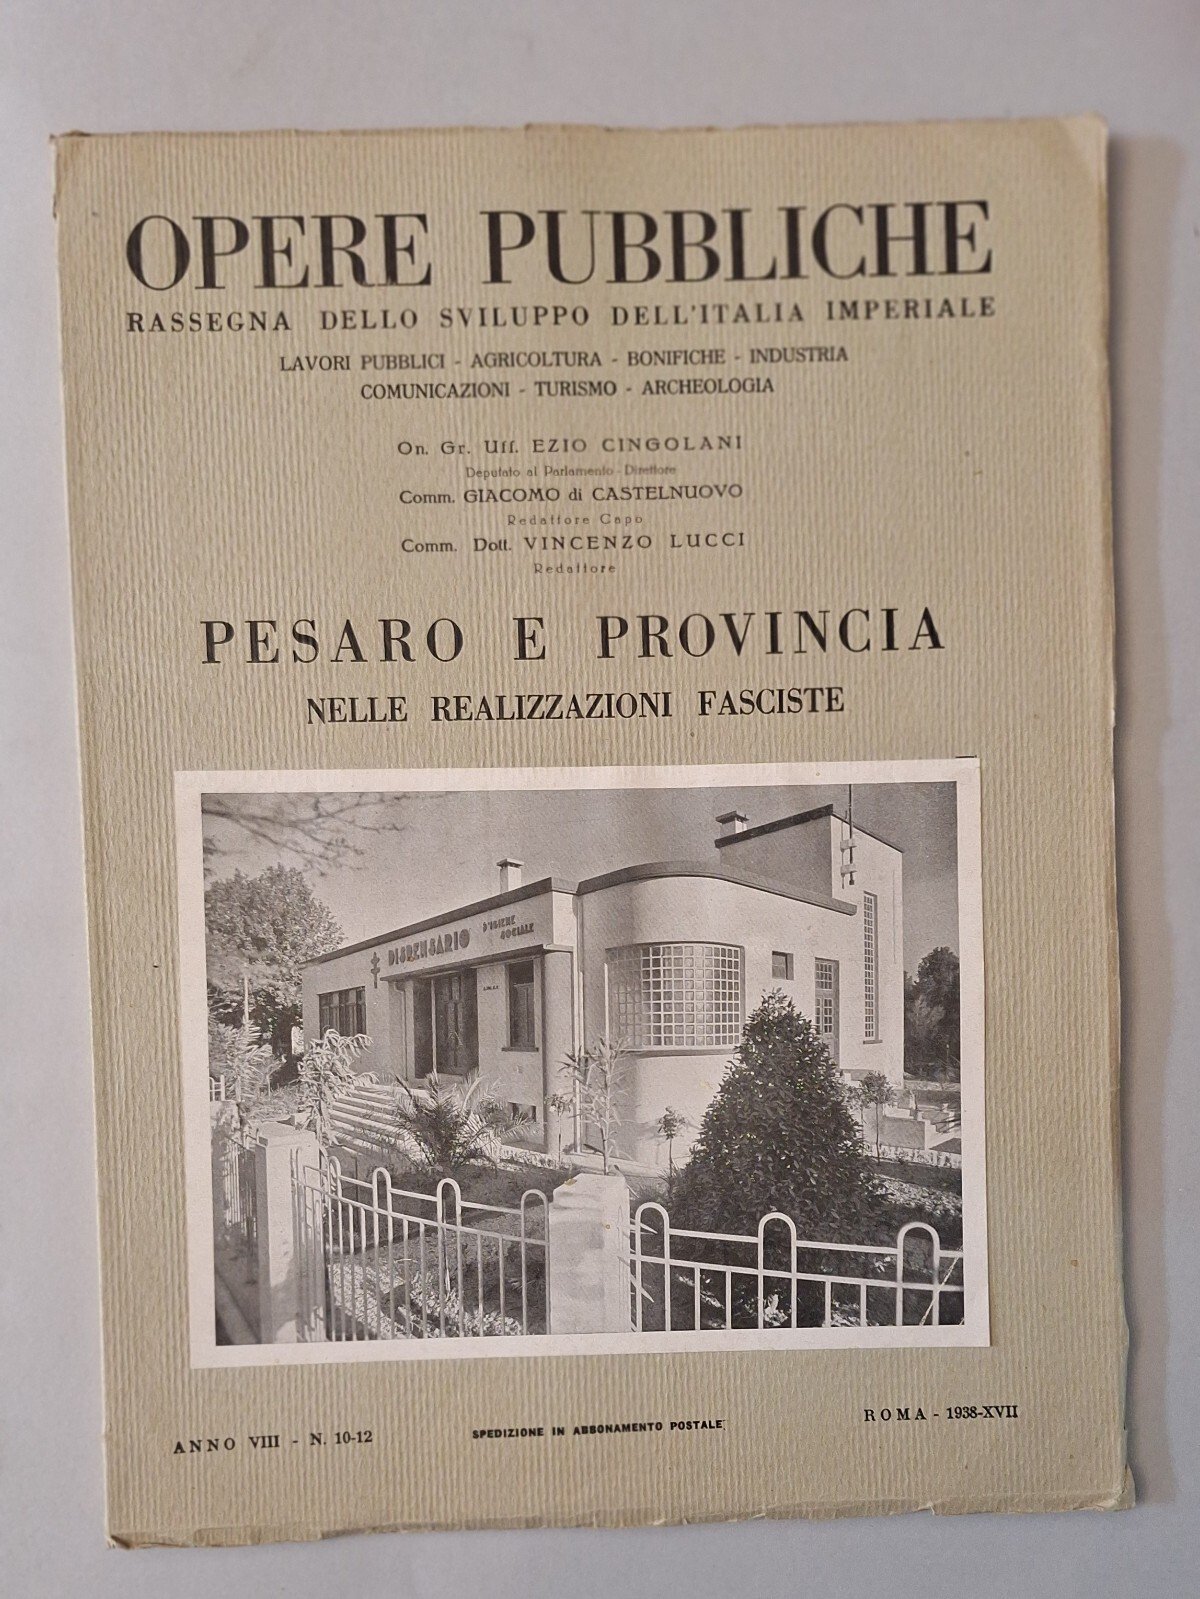 OPERE PUBBLICHE
RASSEGNA DELLO SVILUPPO DELL'ITALIA IMPERIALE
LAVORI PUBBLICI - AGRICOLTURA - BONIFICHE - INDUSTRIA
COMUNICAZIONI - TURISMO - ARCHEOLOGIA
On. Gr. Uff. EZIO CINGOLANI
Deputato al Parlamento - Direttore
Comm. GIACOMO di CASTELNUOVO
Redattore Capo
Comm. Dott. VINCENZO LUCCI
Redattore
PESARO E PROVINCIA
NELLE REALIZZAZIONI FASCISTE
DISPENSARIO
D'IGIENE
SOCIALE
ANNO VIII - N. 10-12
SPEDIZIONE IN ABBONAMENTO POSTALE
ROMA - 1938-XVII